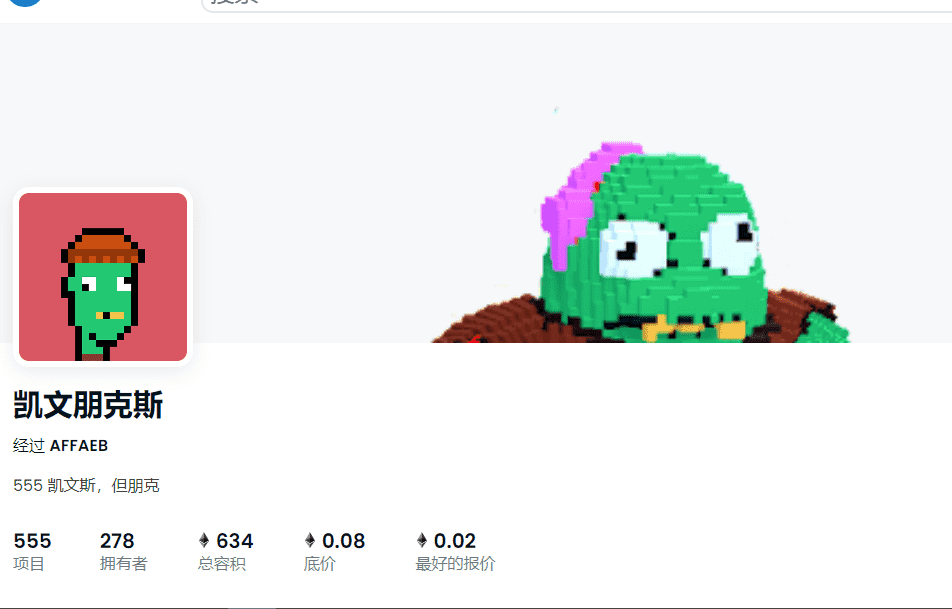 搜索
凯文朋克斯
经过 AFFAEB
555 凯文斯，但朋克
555 278 634 0.08 0.02
项目 拥有者 总容积 底价 最好的报价